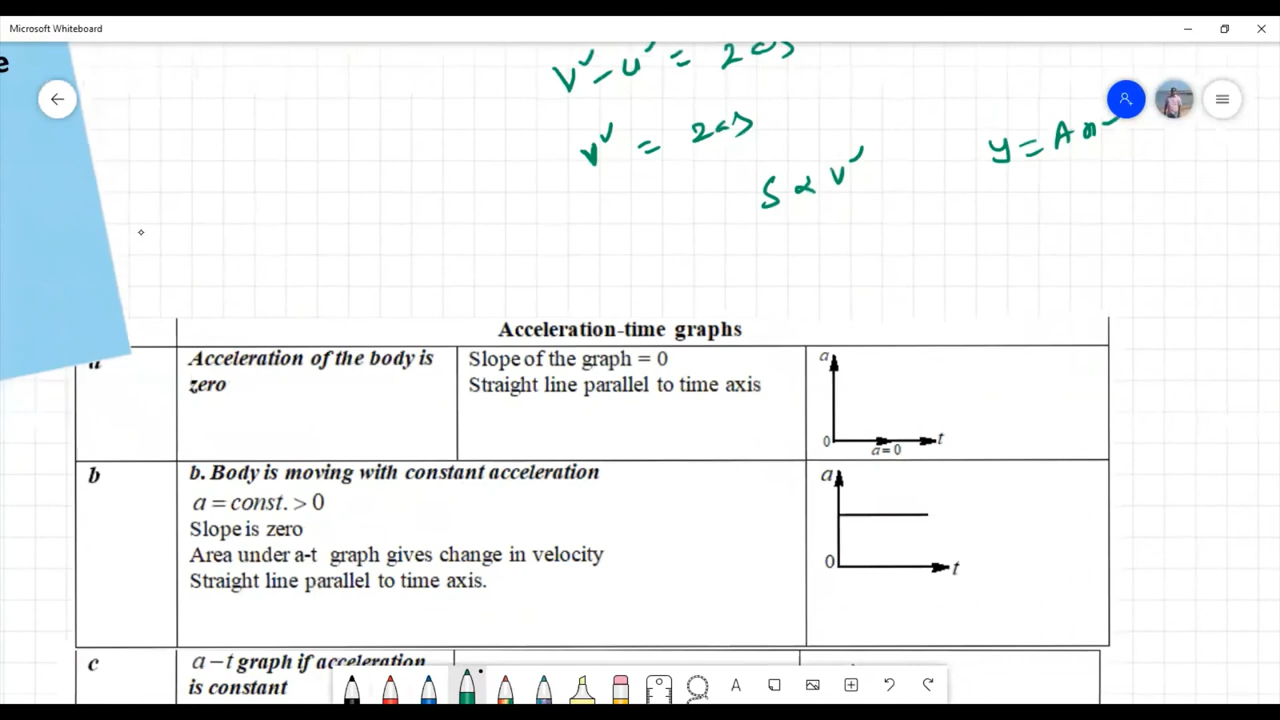 Microsoft Whiteboard
e
v² - u² = 2as
v² = 2as
y = A x²
S ∝ v²
Acceleration-time graphs
a
Acceleration of the body is
zero
Slope of the graph = 0
Straight line parallel to time axis
a
0
t
a = 0
b
b. Body is moving with constant acceleration
a = const. > 0
Slope is zero
Area under a-t graph gives change in velocity
Straight line parallel to time axis.
a
0
t
c
a – t graph if acceleration
is constant
A